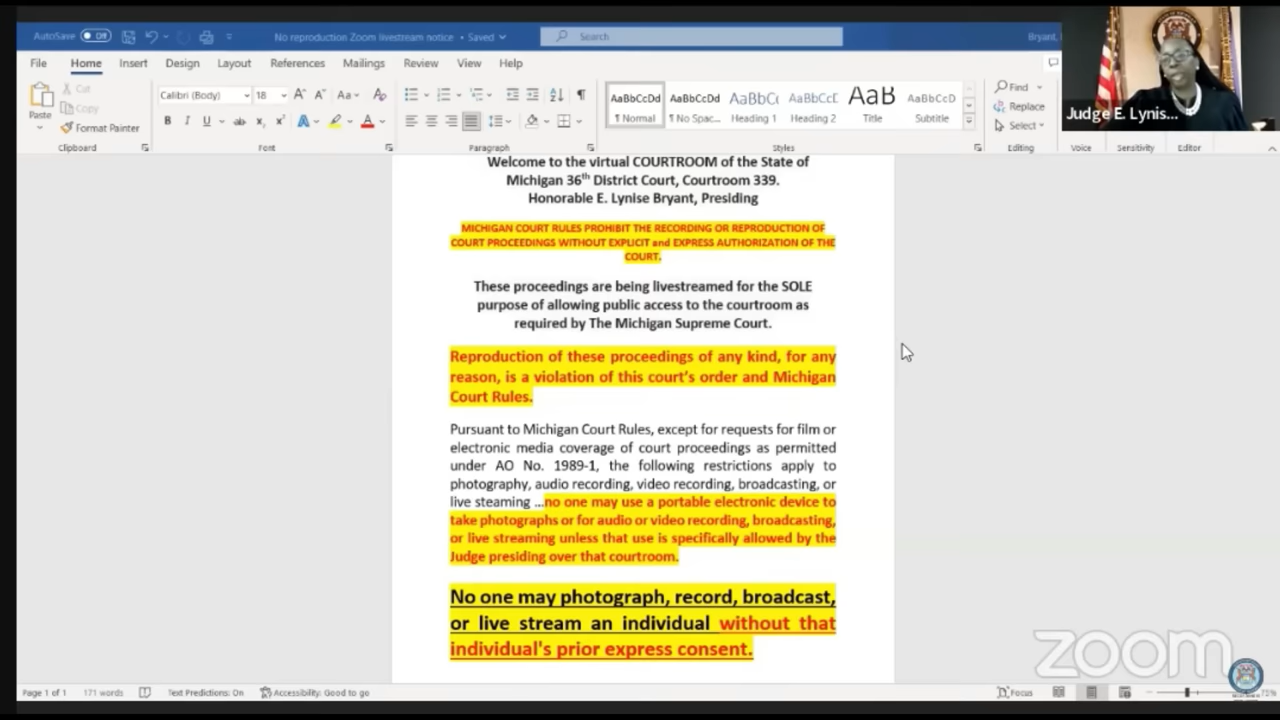 AutoSave Off No reproduction Zoom livestream notice • Saved Search Bryant,
File Home Insert Design Layout References Mailings Review View Help
Cut
Copy
Paste Format Painter
Calibri (Body) 18 A A Aa A
B I U ab x₂ x² A A
AaBbCcDd AaBbCcDd AaBbCc AaBbCcE AaB AaBbCcD
¶ Normal ¶ No Spac... Heading 1 Heading 2 Title Subtitle
Find
Replace
Select
Judge E. Lynis...
Clipboard Font Paragraph Styles Editing Voice Sensitivity Editor
Welcome to the virtual COURTROOM of the State of
Michigan 36th District Court, Courtroom 339.
Honorable E. Lynise Bryant, Presiding
MICHIGAN COURT RULES PROHIBIT THE RECORDING OR REPRODUCTION OF
COURT PROCEEDINGS WITHOUT EXPLICIT and EXPRESS AUTHORIZATION OF THE
COURT.
These proceedings are being livestreamed for the SOLE
purpose of allowing public access to the courtroom as
required by The Michigan Supreme Court.
Reproduction of these proceedings of any kind, for any
reason, is a violation of this court's order and Michigan
Court Rules.
Pursuant to Michigan Court Rules, except for requests for film or
electronic media coverage of court proceedings as permitted
under AO No. 1989-1, the following restrictions apply to
photography, audio recording, video recording, broadcasting, or
live steaming ...no one may use a portable electronic device to
take photographs or for audio or video recording, broadcasting,
or live streaming unless that use is specifically allowed by the
Judge presiding over that courtroom.
No one may photograph, record, broadcast,
or live stream an individual without that
individual's prior express consent.
zoom
Page 1 of 1 171 words Text Predictions: On Accessibility: Good to go Focus 75%